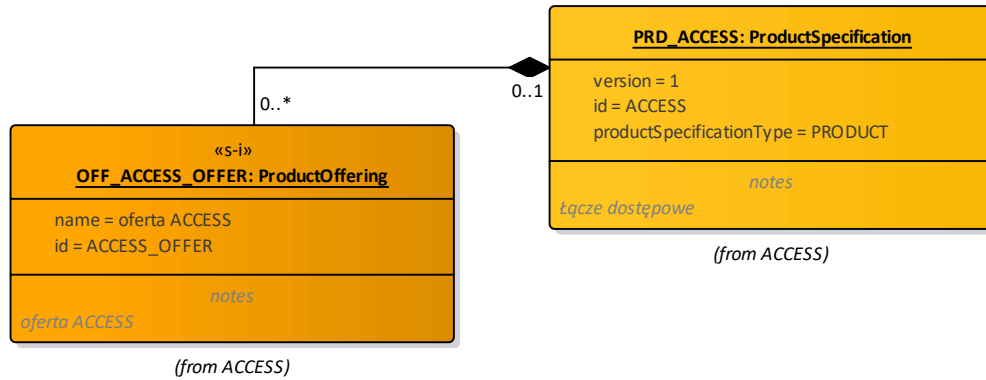 PRD_ACCESS: ProductSpecification
version = 1
id = ACCESS
productSpecificationType = PRODUCT
notes
Łącze dostępowe
(from ACCESS)
0..1
0..*
«s-i»
OFF_ACCESS_OFFER: ProductOffering
name = oferta ACCESS
id = ACCESS_OFFER
notes
oferta ACCESS
(from ACCESS)